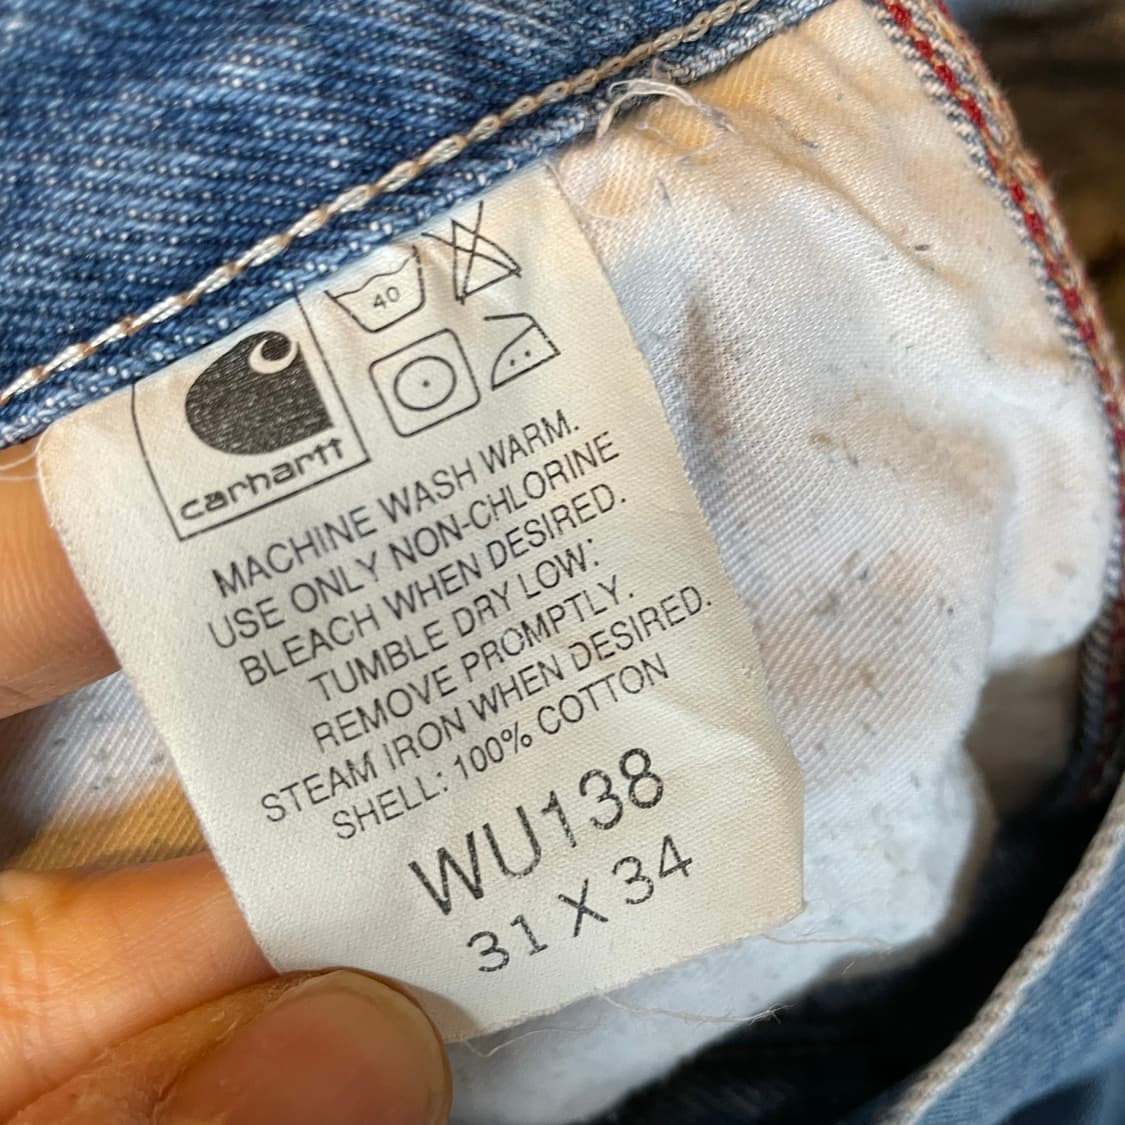 40
carhartt
MACHINE WASH WARM.
USE ONLY NON-CHLORINE
BLEACH WHEN DESIRED.
TUMBLE DRY LOW:
REMOVE PROMPTLY.
STEAM IRON WHEN DESIRED.
SHELL: 100% COTTON
WU138
31 X 34